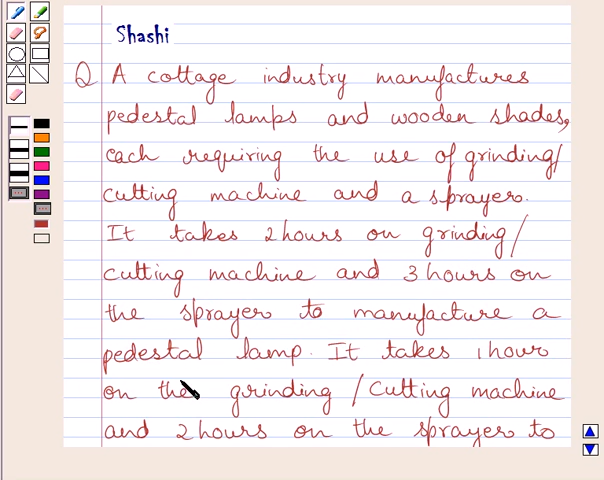 Shashi
Q A cottage industry manufactures
pedestal lamps and wooden shades,
each requiring the use of grinding/
cutting machine and a sprayer.
It takes 2 hours on grinding/
cutting machine and 3 hours on
the sprayer to manufacture a
pedestal lamp. It takes 1 hour
on the grinding / cutting machine
and 2 hours on the sprayer to